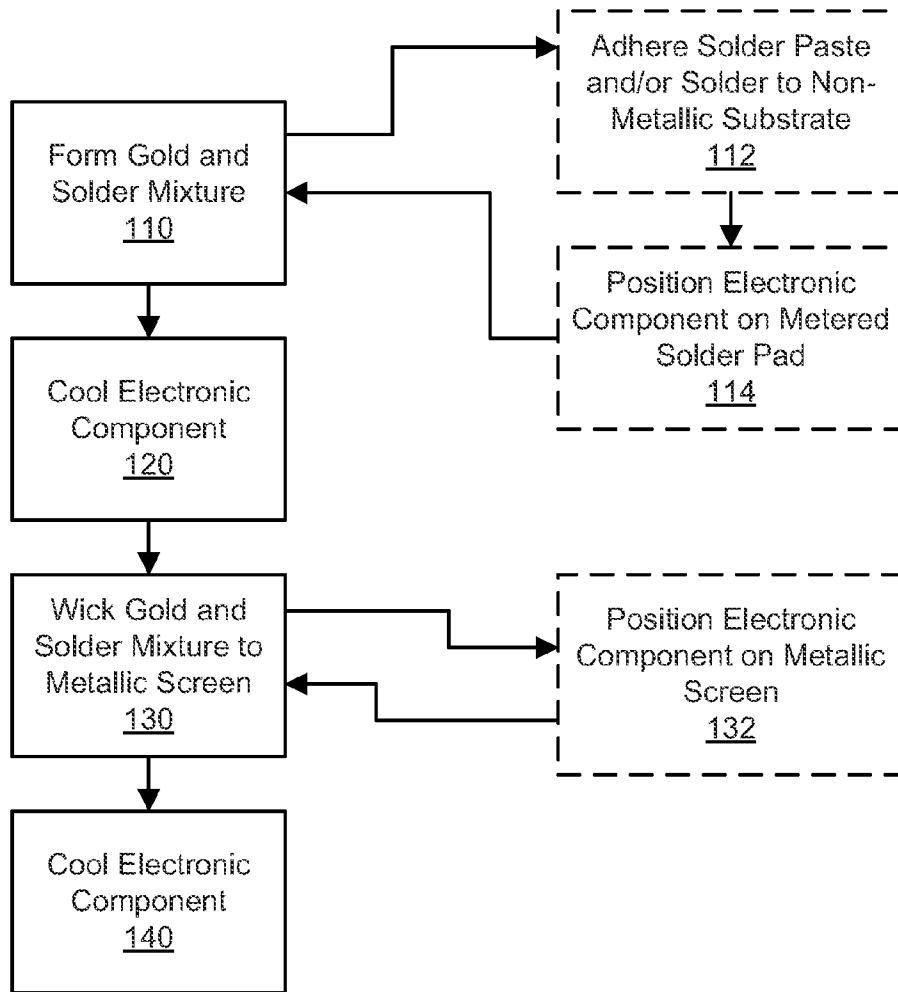 Form Gold and
Solder Mixture
110
Adhere Solder Paste
and/or Solder to Non-
Metallic Substrate
112
Position Electronic
Component on Metered
Solder Pad
114
Cool Electronic
Component
120
Wick Gold and
Solder Mixture to
Metallic Screen
130
Position Electronic
Component on Metallic
Screen
132
Cool Electronic
Component
140